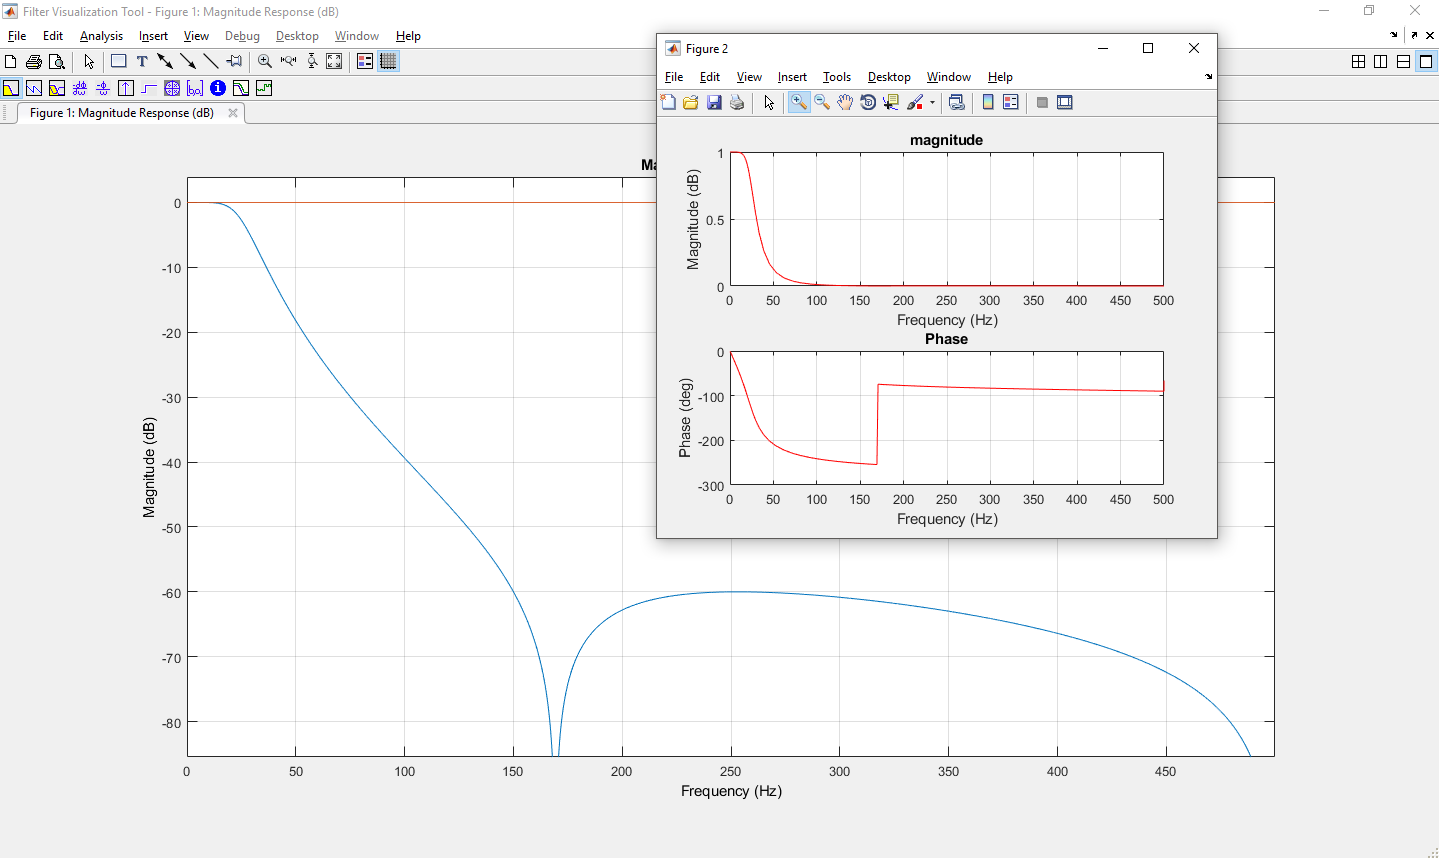 Filter Visualization Tool - Figure 1: Magnitude Response (dB)
File Edit Analysis Insert View Debug Desktop Window Help
Figure 1: Magnitude Response (dB)
0
-10
-20
-30
-40
-50
-60
-70
-80
Magnitude (dB)
0 50 100 150 200 250 300 350 400 450
Frequency (Hz)
Figure 2
File Edit View Insert Tools Desktop Window Help
magnitude
1
0.5
0
Magnitude (dB)
0 50 100 150 200 250 300 350 400 450 500
Frequency (Hz)
Phase
0
-100
-200
-300
Phase (deg)
0 50 100 150 200 250 300 350 400 450 500
Frequency (Hz)